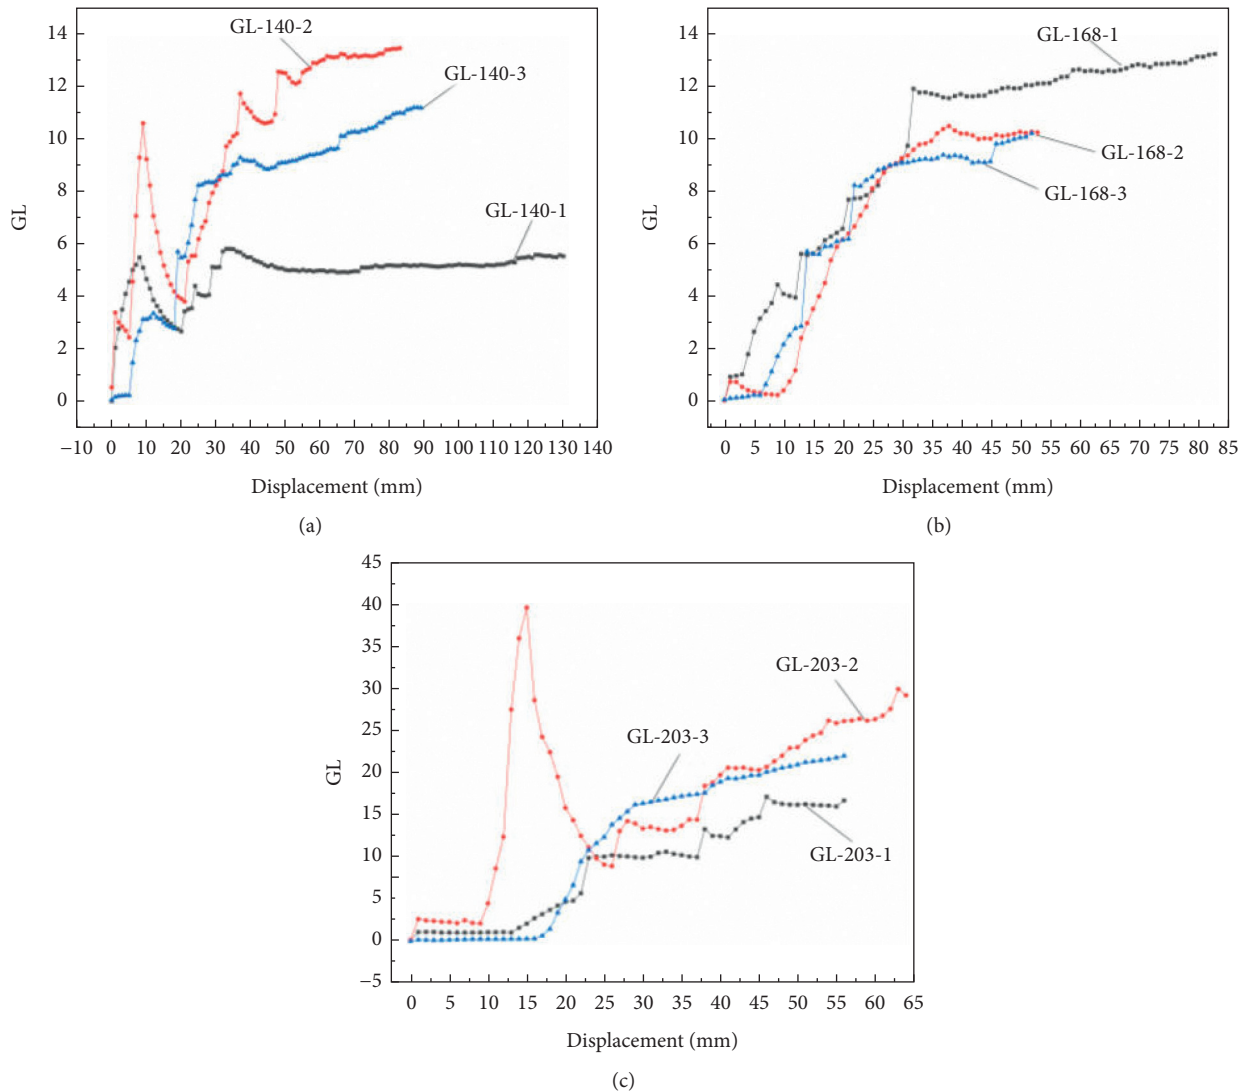 14
12
10
8
6
4
2
0
GL
GL-140-2
GL-140-3
GL-140-1
−10 0 10 20 30 40 50 60 70 80 90 100 110 120 130 140
Displacement (mm)
(a)
14
12
10
8
6
4
2
0
GL
GL-168-1
GL-168-2
GL-168-3
0 5 10 15 20 25 30 35 40 45 50 55 60 65 70 75 80 85
Displacement (mm)
(b)
45
40
35
30
25
20
15
10
5
0
−5
GL
GL-203-2
GL-203-3
GL-203-1
0 5 10 15 20 25 30 35 40 45 50 55 60 65
Displacement (mm)
(c)